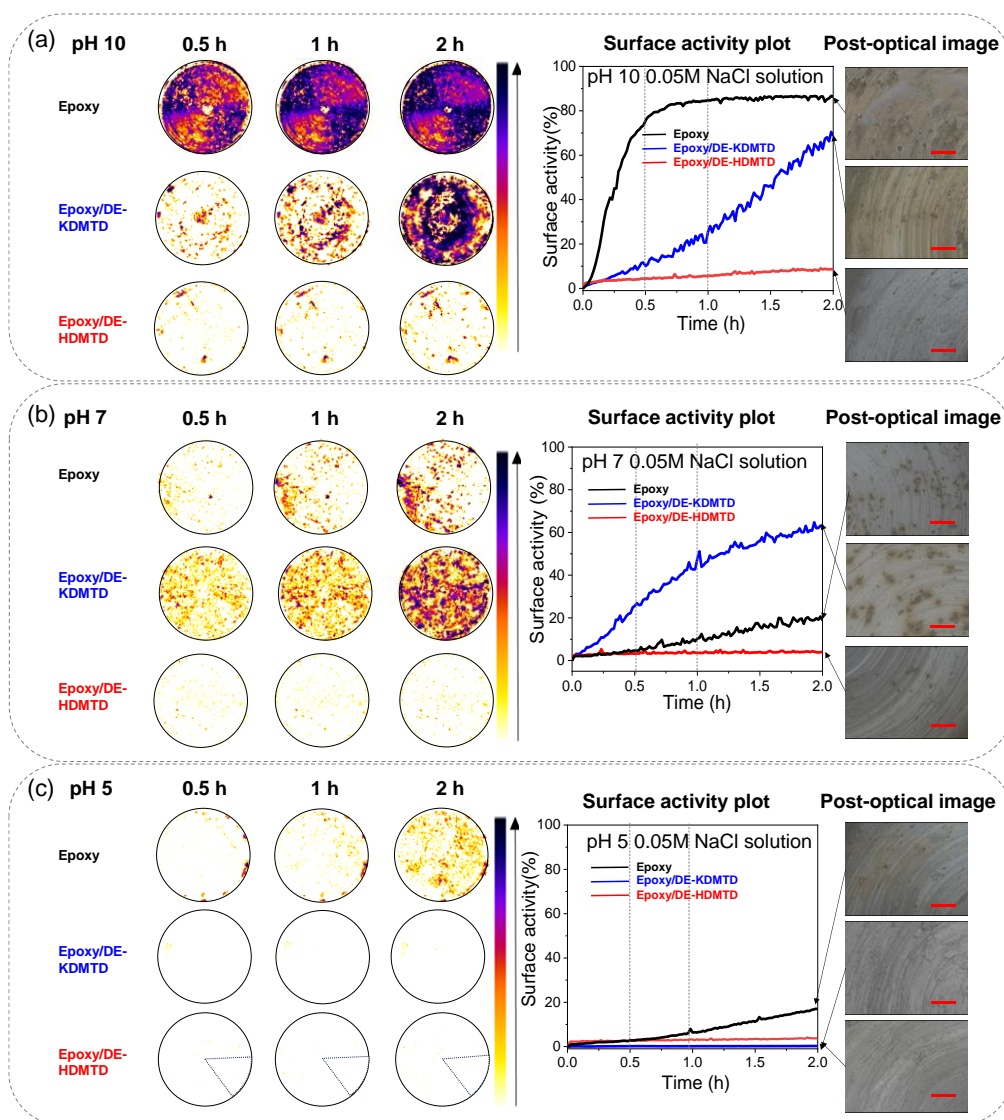 (a) pH 10 0.5 h 1 h 2 h Surface activity plot Post-optical image
Epoxy
Epoxy/DE-
KDMTD
Epoxy/DE-
HDMTD
Surface activity(%)
100
80
60
40
20
0
pH 10 0.05M NaCl solution
Epoxy
Epoxy/DE-KDMTD
Epoxy/DE-HDMTD
0.0 0.5 1.0 1.5 2.0
Time (h)
(b) pH 7 0.5 h 1 h 2 h Surface activity plot Post-optical image
Epoxy
Epoxy/DE-
KDMTD
Epoxy/DE-
HDMTD
Surface activity (%)
100
80
60
40
20
0
pH 7 0.05M NaCl solution
Epoxy
Epoxy/DE-KDMTD
Epoxy/DE-HDMTD
0.0 0.5 1.0 1.5 2.0
Time (h)
(c) pH 5 0.5 h 1 h 2 h Surface activity plot Post-optical image
Epoxy
Epoxy/DE-
KDMTD
Epoxy/DE-
HDMTD
Surface activity(%)
100
80
60
40
20
0
pH 5 0.05M NaCl solution
Epoxy
Epoxy/DE-KDMTD
Epoxy/DE-HDMTD
0.0 0.5 1.0 1.5 2.0
Time (h)